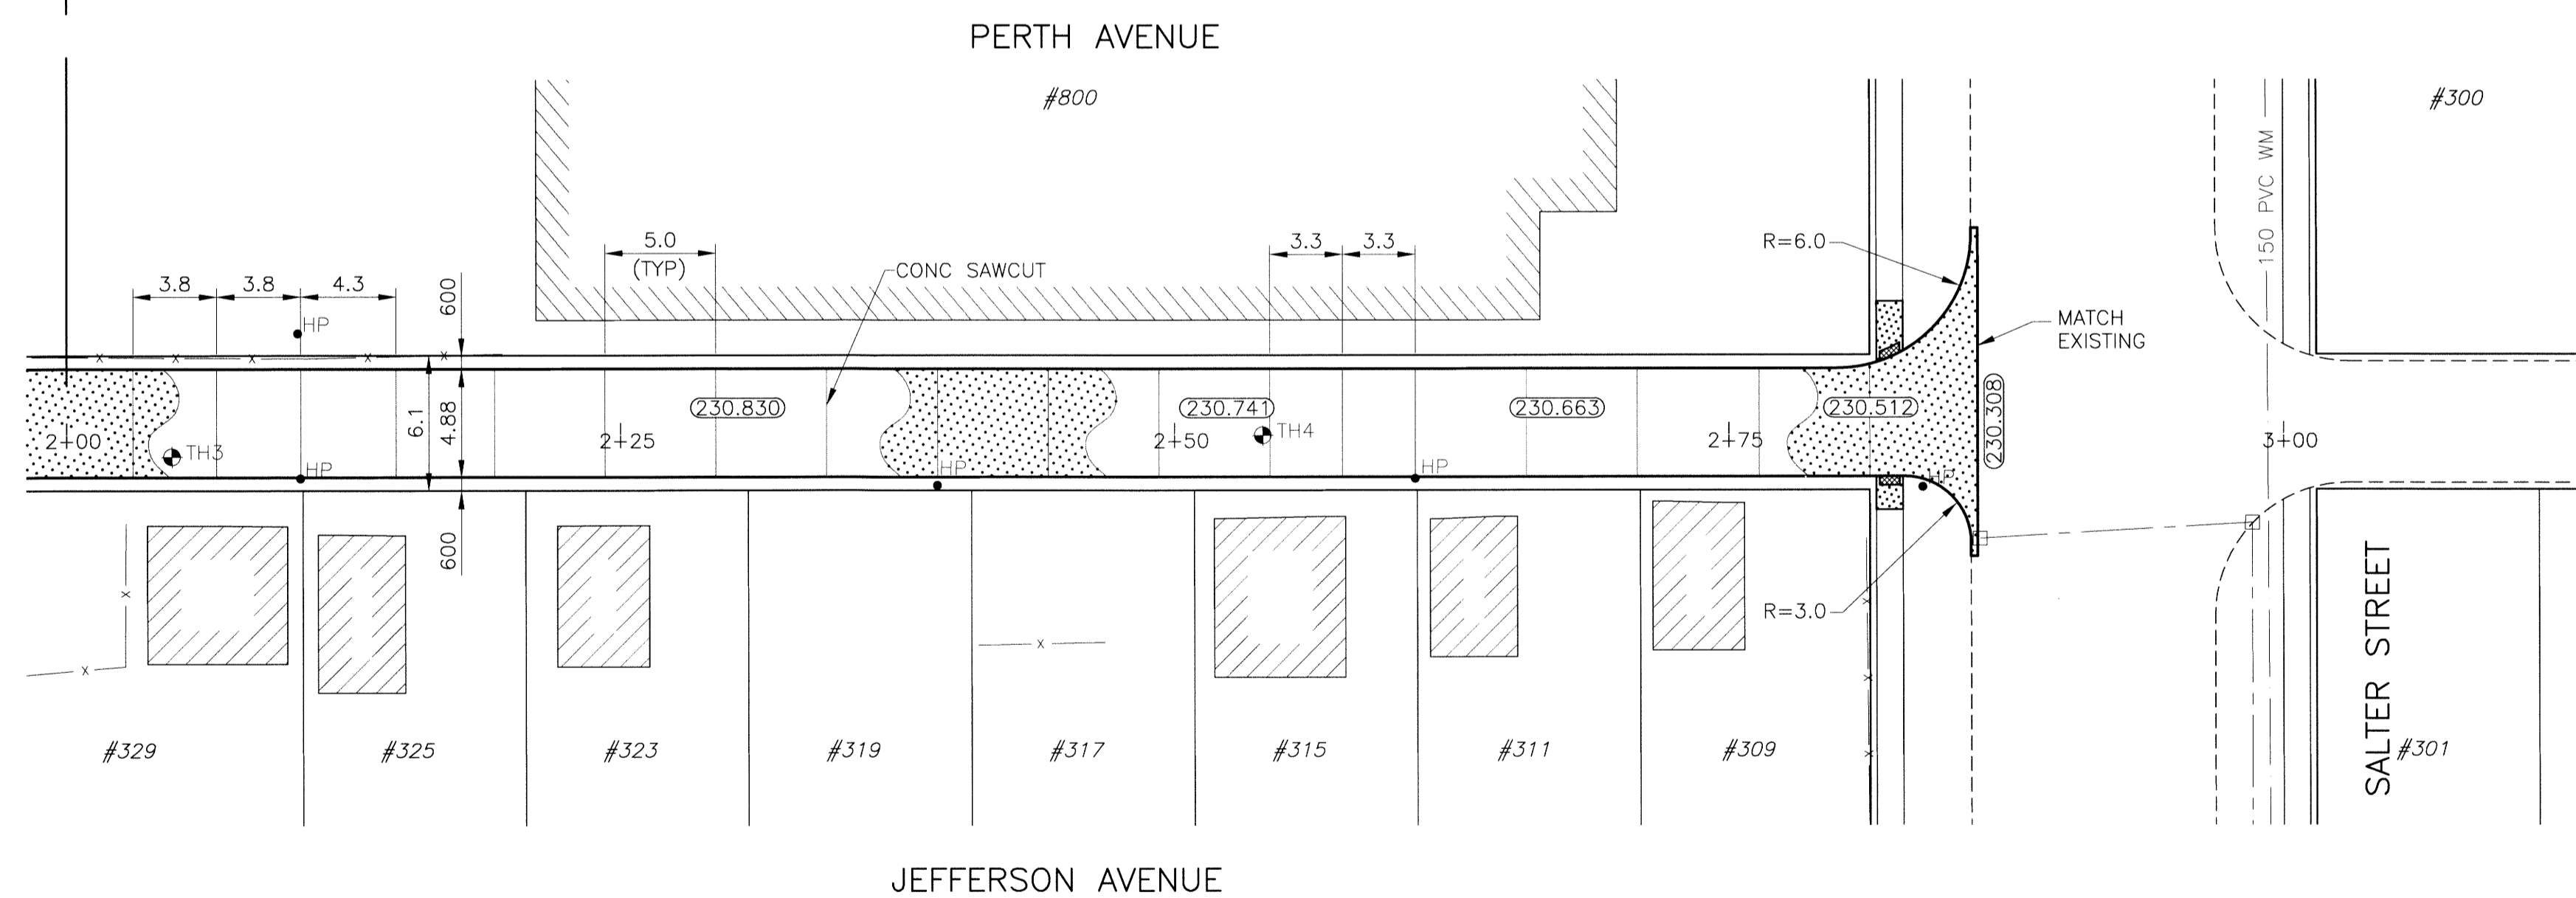 PERTH AVENUE
#800
#300
150 PVC WM
5.0
(TYP)
3.3
3.3
R=6.0
CONC SAWCUT
3.8
3.8
4.3
600
HP
MATCH
EXISTING
6.1
4.88
230.830
230.741
230.663
230.512
230.308
2+00
2+25
2+50
2+75
3+00
TH3
TH4
HP
HP
HP
HP
600
R=3.0
#329
#325
#323
#319
#317
#315
#311
#309
SALTER STREET
#301
JEFFERSON AVENUE